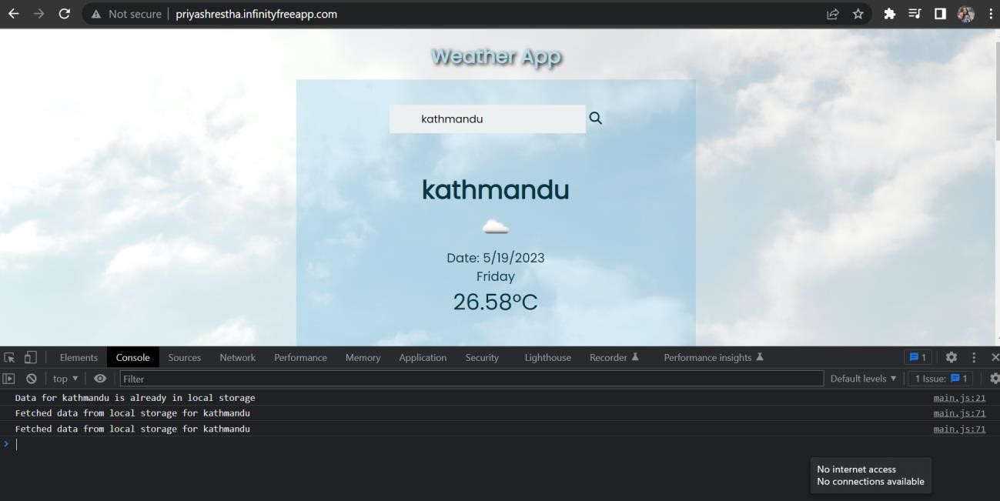 Not secure | priyashrestha.infinityfreeapp.com
Weather App
kathmandu
kathmandu
Date: 5/19/2023
Friday
26.58°C
Elements Console Sources Network Performance Memory Application Security Lighthouse Recorder Performance insights 1
top ▼ Filter Default levels ▼ 1 Issue: 1
Data for kathmandu is already in local storage main.js:21
Fetched data from local storage for kathmandu main.js:71
Fetched data from local storage for kathmandu main.js:71
No internet access
No connections available